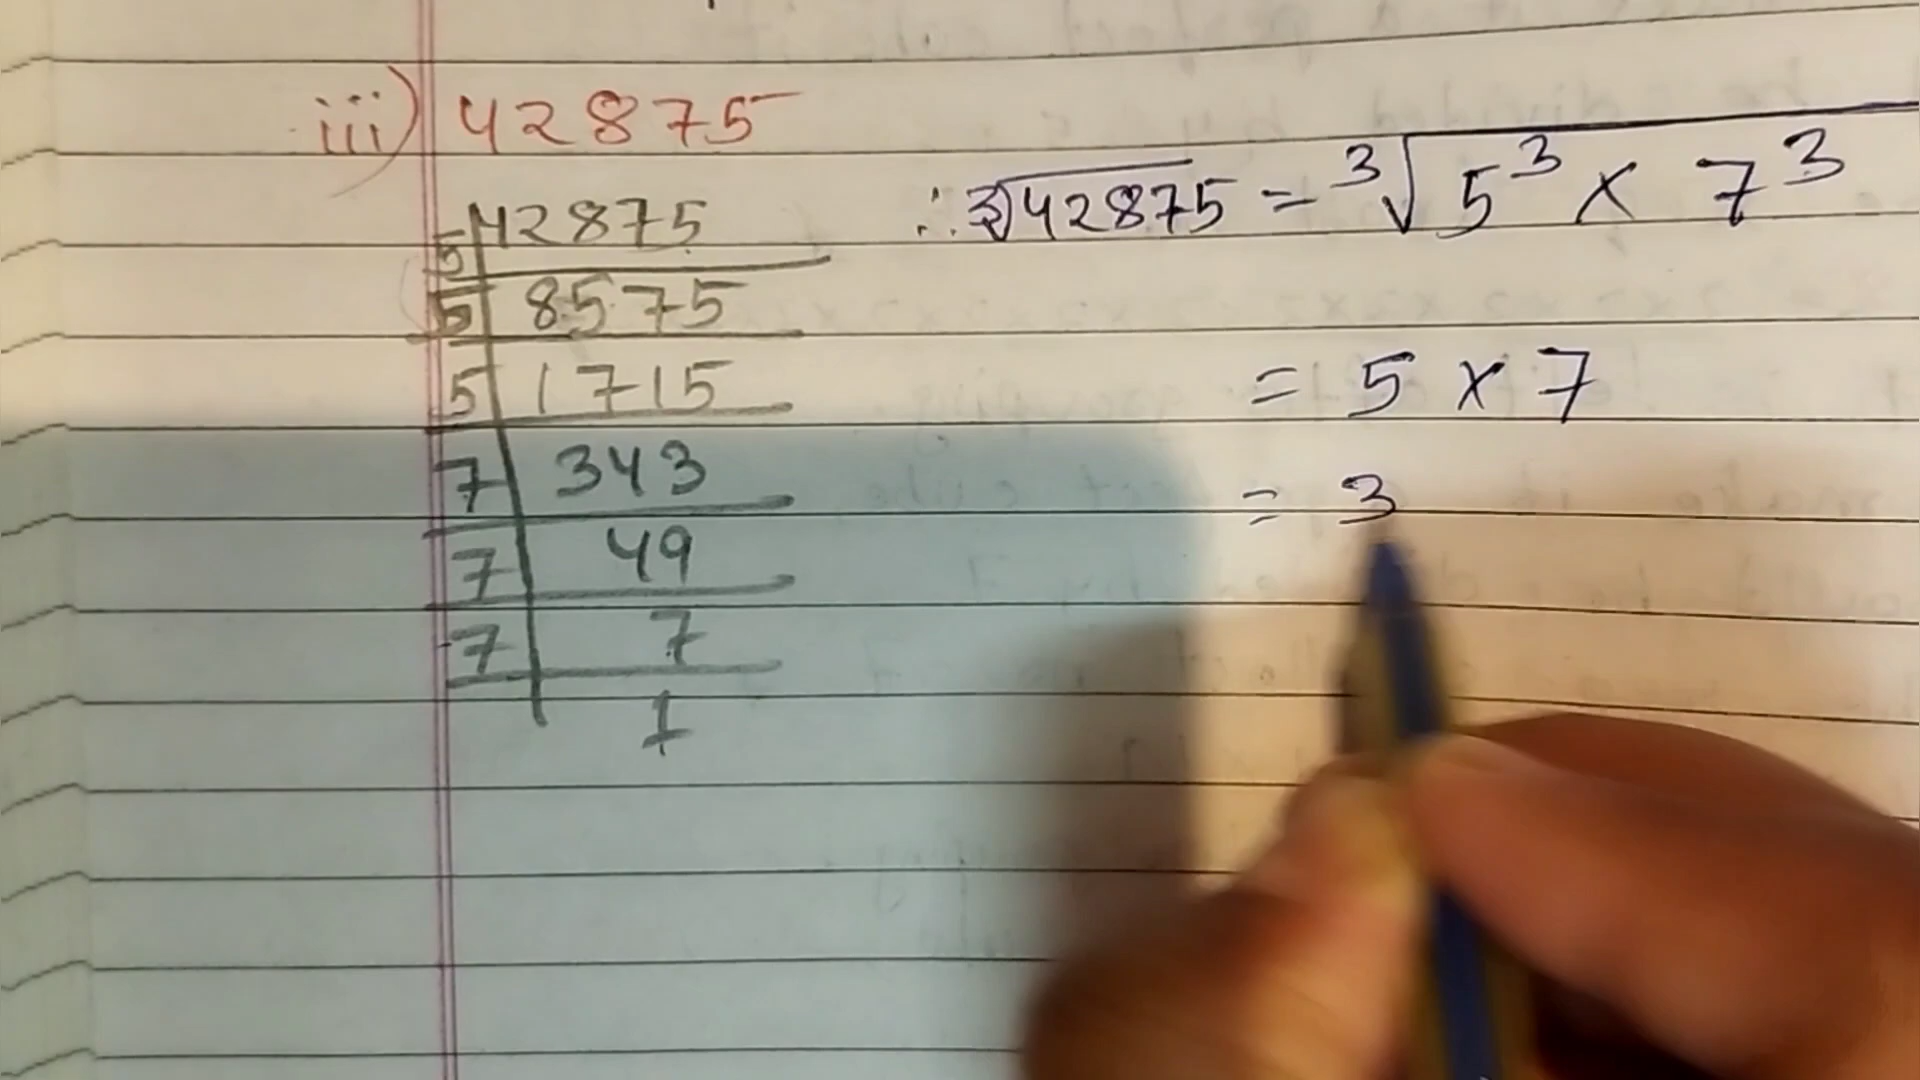 iii) 42875
5 42875
5 8575
5 1715
7 343
7 49
7 7
1
∴ ∛42875 = ∛5³ × 7³
= 5 × 7
= 3